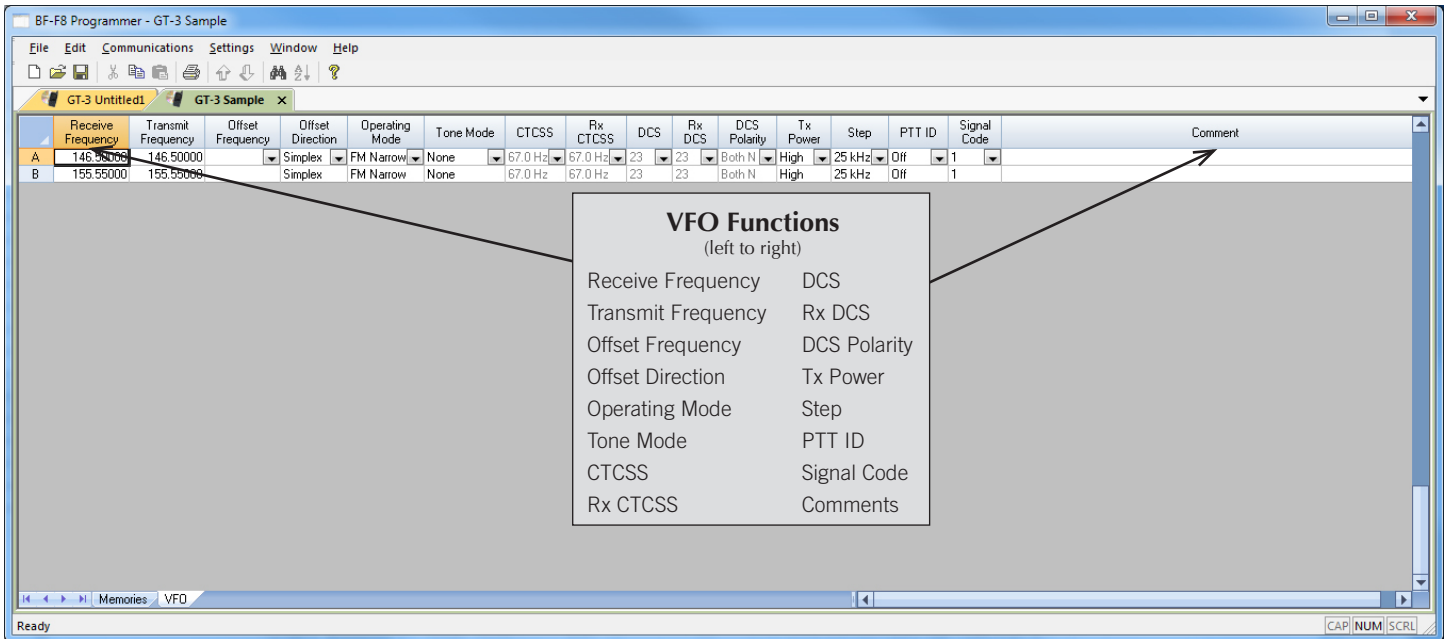 BF-F8 Programmer - GT-3 Sample
File Edit Communications Settings Window Help
GT-3 Untitled1 GT-3 Sample
Receive Frequency Transmit Frequency Offset Frequency Offset Direction Operating Mode Tone Mode CTCSS Rx CTCSS DCS Rx DCS DCS Polarity Tx Power Step PTT ID Signal Code Comment
A 146.50000 146.50000 Simplex FM Narrow None 67.0 Hz 67.0 Hz 23 23 Both N High 25 kHz Off 1
B 155.55000 155.55000 Simplex FM Narrow None 67.0 Hz 67.0 Hz 23 23 Both N High 25 kHz Off 1
VFO Functions
(left to right)
Receive Frequency DCS
Transmit Frequency Rx DCS
Offset Frequency DCS Polarity
Offset Direction Tx Power
Operating Mode Step
Tone Mode PTT ID
CTCSS Signal Code
Rx CTCSS Comments
Memories VFO
Ready CAP NUM SCRL